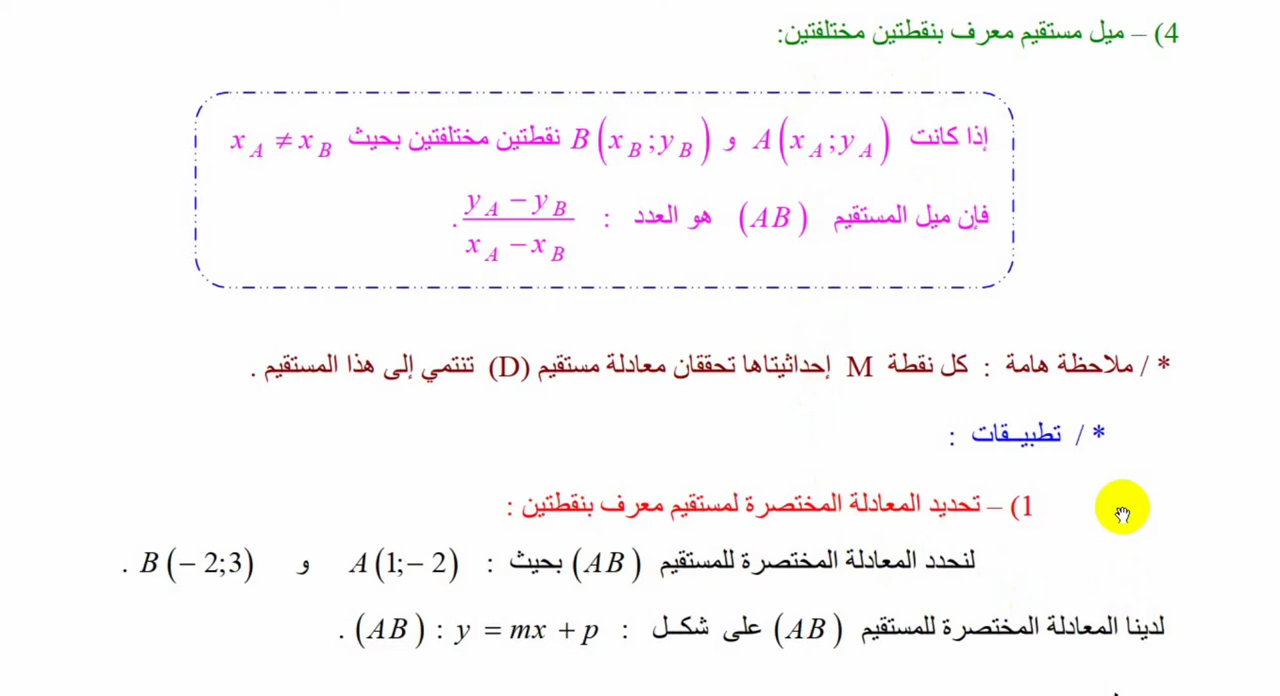 4) – ميل مستقيم معرف بنقطتين مختلفتين:
إذا كانت A(x_A ; y_A) و B(x_B ; y_B) نقطتين مختلفتين بحيث x_A ≠ x_B
فإن ميل المستقيم (AB) هو العدد : (y_A – y_B)/(x_A – x_B).
* / ملاحظة هامة : كل نقطة M إحداثيتاها تحققان معادلة مستقيم (D) تنتمي إلى هذا المستقيم .
* / تطبيــقات :
1) – تحديد المعادلة المختصرة لمستقيم معرف بنقطتين :
لنحدد المعادلة المختصرة للمستقيم (AB) بحيث : A(1;– 2) و B(– 2;3) .
لدينا المعادلة المختصرة للمستقيم (AB) على شكـل : (AB) : y = mx + p .